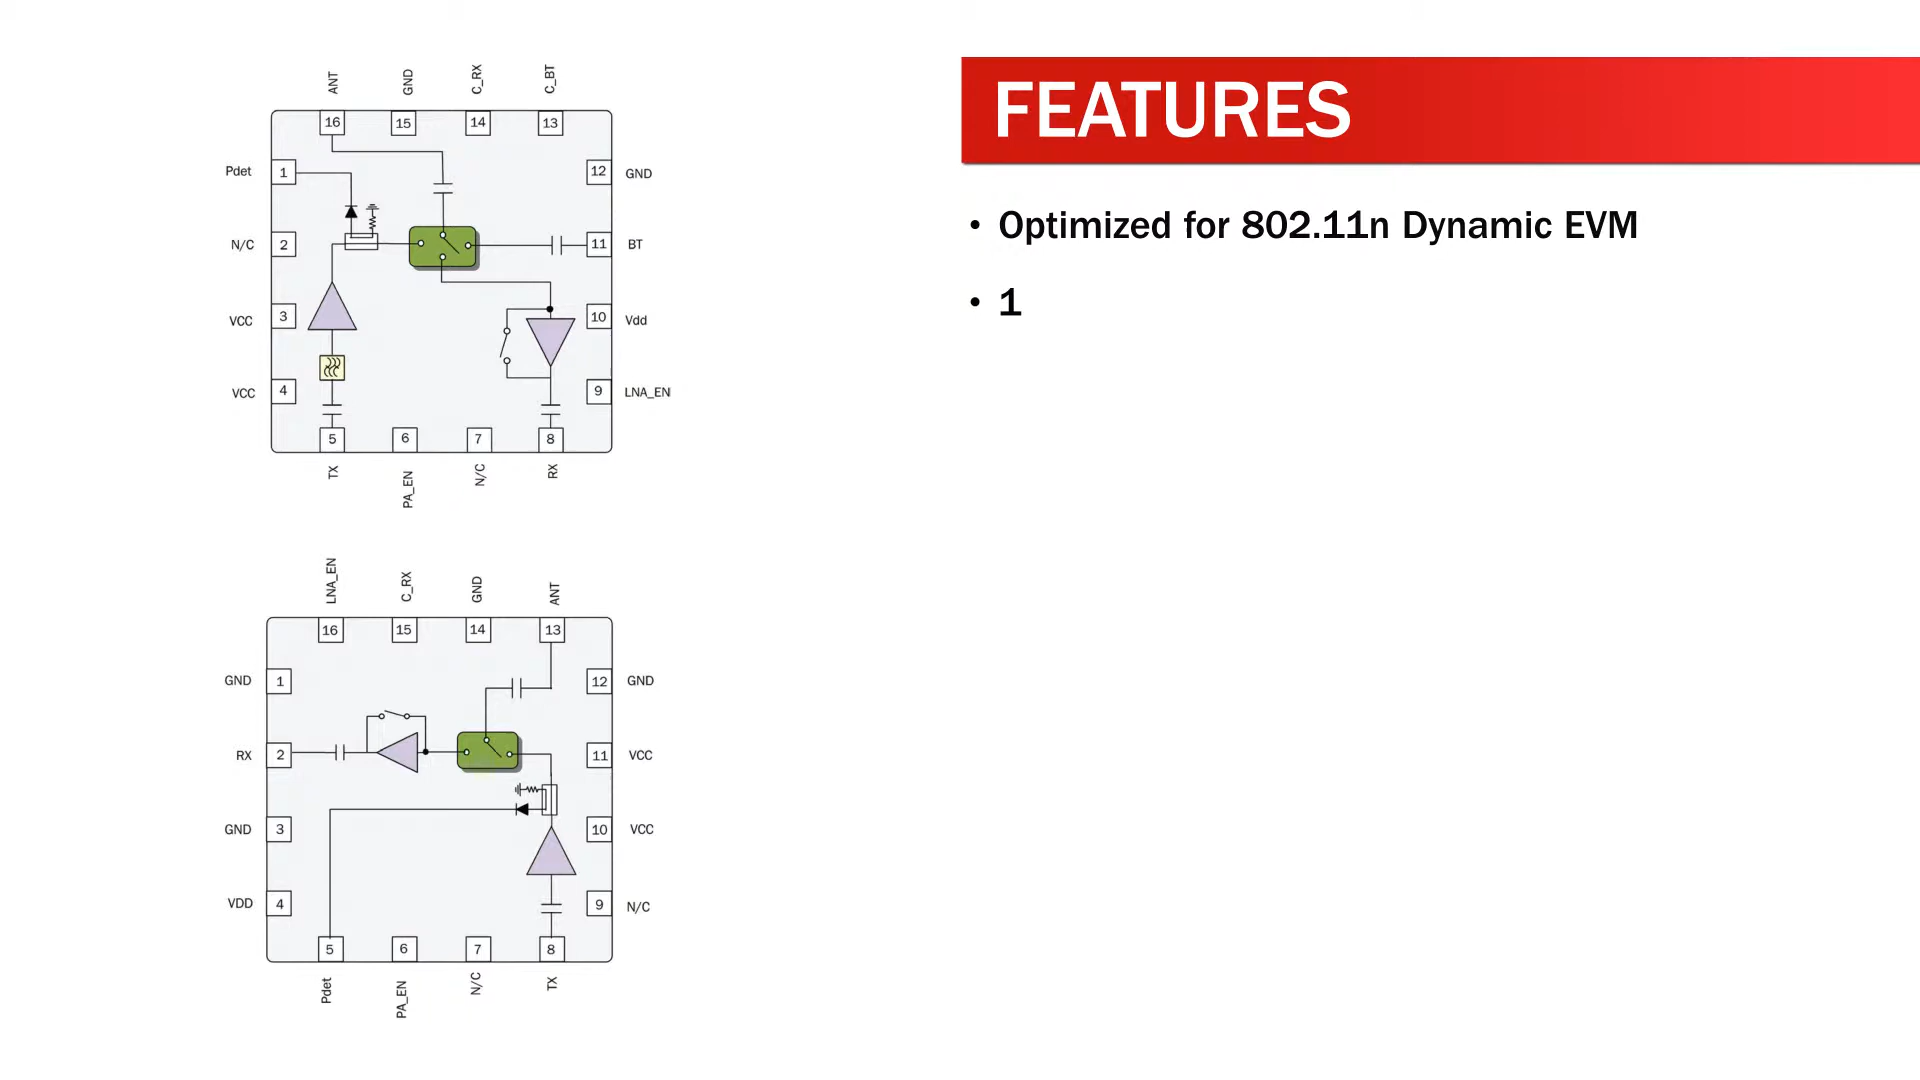 ANT GND C_RX C_BT
16 15 14 13
Pdet 1 12 GND
N/C 2 11 BT
VCC 3 10 Vdd
VCC 4 9 LNA_EN
5 6 7 8
TX PA_EN N/C RX
LNA_EN C_RX GND ANT
16 15 14 13
GND 1 12 GND
RX 2 11 VCC
GND 3 10 VCC
VDD 4 9 N/C
5 6 7 8
Pdet PA_EN N/C TX
FEATURES
• Optimized for 802.11n Dynamic EVM
• 1